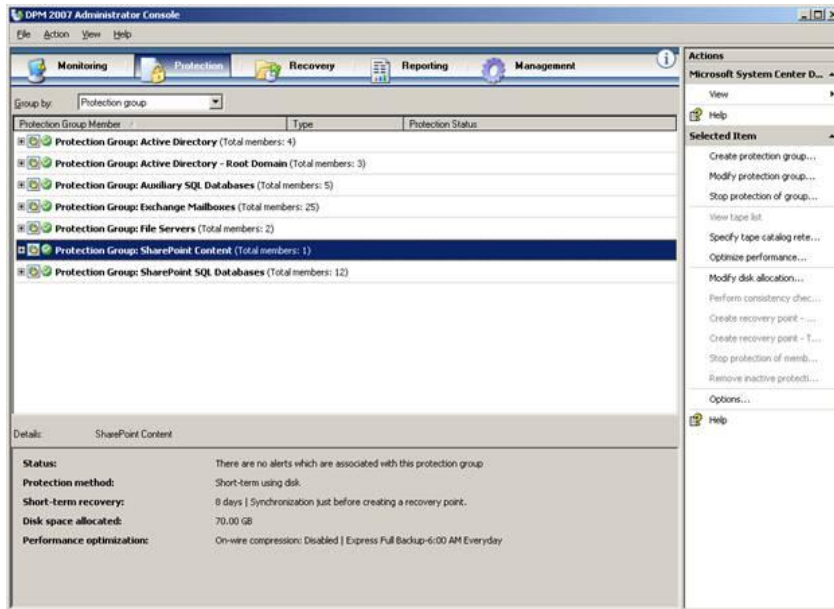 DPM 2007 Administrator Console
File Action View Help
Monitoring Protection Recovery Reporting Management
Group by: Protection group
Protection Group Member / Type Protection Status
Protection Group: Active Directory (Total members: 4)
Protection Group: Active Directory - Root Domain (Total members: 3)
Protection Group: Auxiliary SQL Databases (Total members: 5)
Protection Group: Exchange Mailboxes (Total members: 25)
Protection Group: File Servers (Total members: 2)
Protection Group: SharePoint Content (Total members: 1)
Protection Group: SharePoint SQL Databases (Total members: 12)
Details: SharePoint Content
Status: There are no alerts which are associated with this protection group
Protection method: Short-term using disk
Short-term recovery: 8 days | Synchronization just before creating a recovery point.
Disk space allocated: 70.00 GB
Performance optimization: On-wire compression: Disabled | Express Full Backup-6:00 AM Everyday
Actions
Microsoft System Center D...
View
Help
Selected Item
Create protection group...
Modify protection group...
Stop protection of group...
View tape list
Specify tape catalog rete...
Optimize performance...
Modify disk allocation...
Perform consistency chec...
Create recovery point - ...
Create recovery point - T...
Stop protection of memb...
Remove inactive protecti...
Options...
Help